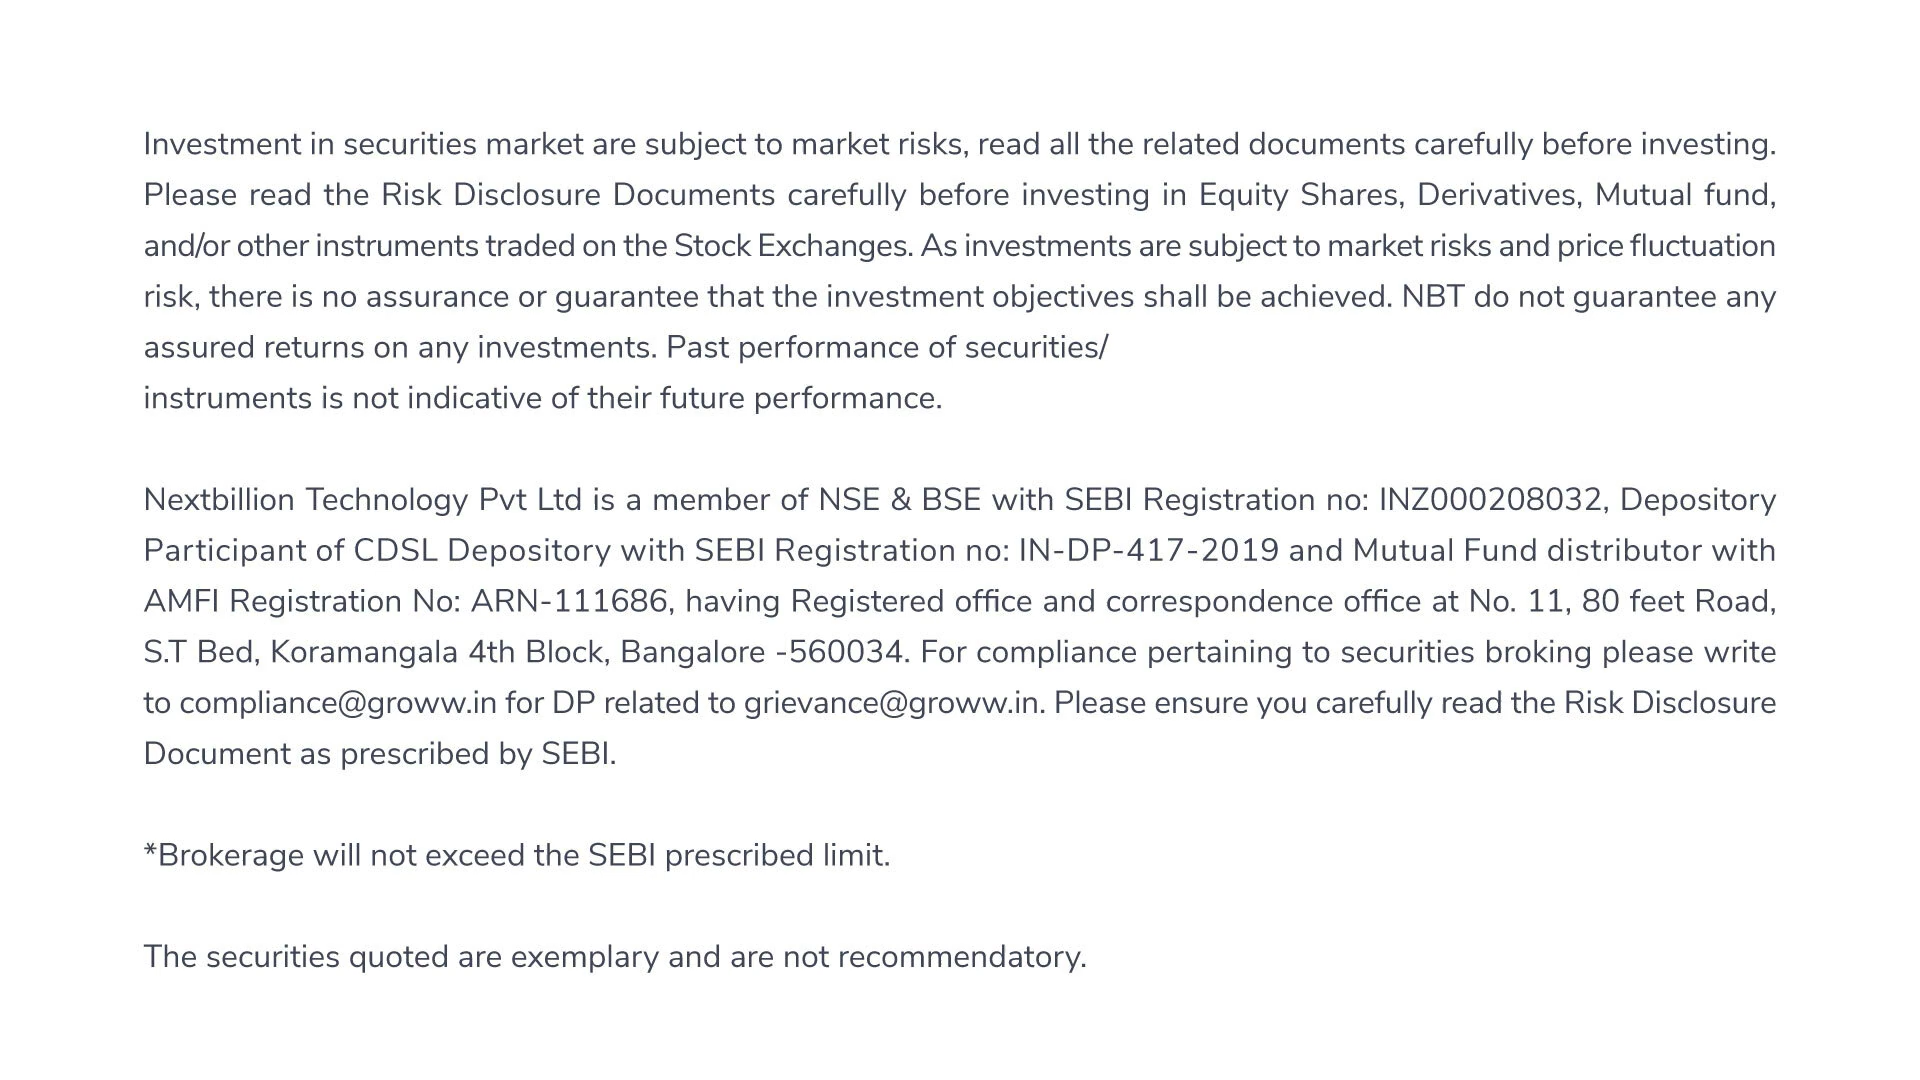 Investment in securities market are subject to market risks, read all the related documents carefully before investing.
Please read the Risk Disclosure Documents carefully before investing in Equity Shares, Derivatives, Mutual fund,
and/or other instruments traded on the Stock Exchanges. As investments are subject to market risks and price fluctuation
risk, there is no assurance or guarantee that the investment objectives shall be achieved. NBT do not guarantee any
assured returns on any investments. Past performance of securities/
instruments is not indicative of their future performance.
Nextbillion Technology Pvt Ltd is a member of NSE & BSE with SEBI Registration no: INZ000208032, Depository
Participant of CDSL Depository with SEBI Registration no: IN-DP-417-2019 and Mutual Fund distributor with
AMFI Registration No: ARN-111686, having Registered office and correspondence office at No. 11, 80 feet Road,
S.T Bed, Koramangala 4th Block, Bangalore -560034. For compliance pertaining to securities broking please write
to compliance@groww.in for DP related to grievance@groww.in. Please ensure you carefully read the Risk Disclosure
Document as prescribed by SEBI.
*Brokerage will not exceed the SEBI prescribed limit.
The securities quoted are exemplary and are not recommendatory.